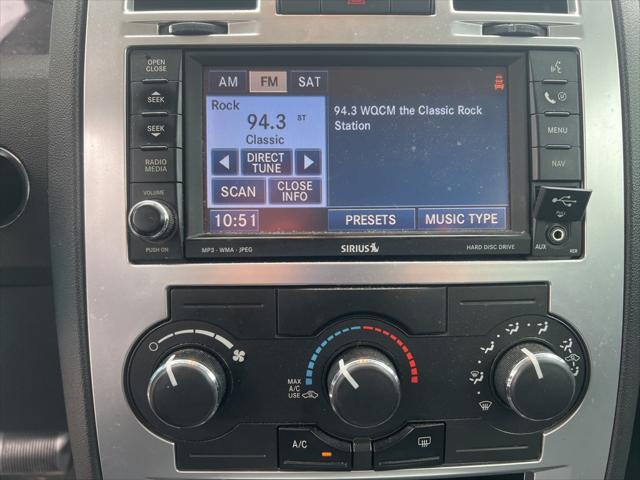 OPEN
CLOSE
SEEK
SEEK
RADIO
MEDIA
VOLUME
PUSH ON
AM FM SAT
Rock
94.3 ST
Classic
DIRECT
TUNE
SCAN
CLOSE
INFO
10:51
94.3 WQCM the Classic Rock
Station
PRESETS
MUSIC TYPE
MENU
NAV
AUX
MP3 - WMA - JPEG
SIRIUS
HARD DISC DRIVE
MAX
A/C
USE
A/C